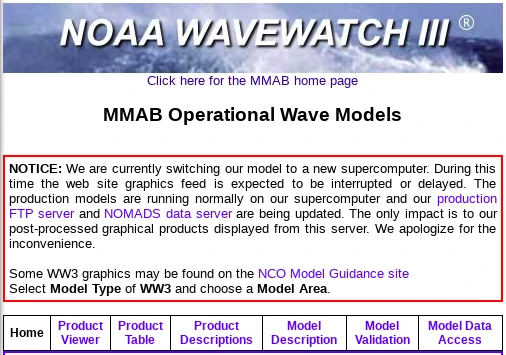 NOAA WAVEWATCH III ®
Click here for the MMAB home page
MMAB Operational Wave Models
NOTICE: We are currently switching our model to a new supercomputer. During this
time the web site graphics feed is expected to be interrupted or delayed. The
production models are running normally on our supercomputer and our production
FTP server and NOMADS data server are being updated. The only impact is to our
post-processed graphical products displayed from this server. We apologize for the
inconvenience.
Some WW3 graphics may be found on the NCO Model Guidance site
Select Model Type of WW3 and choose a Model Area.
Home Product Product Product Model Model Model Data
Viewer Table Descriptions Description Validation Access